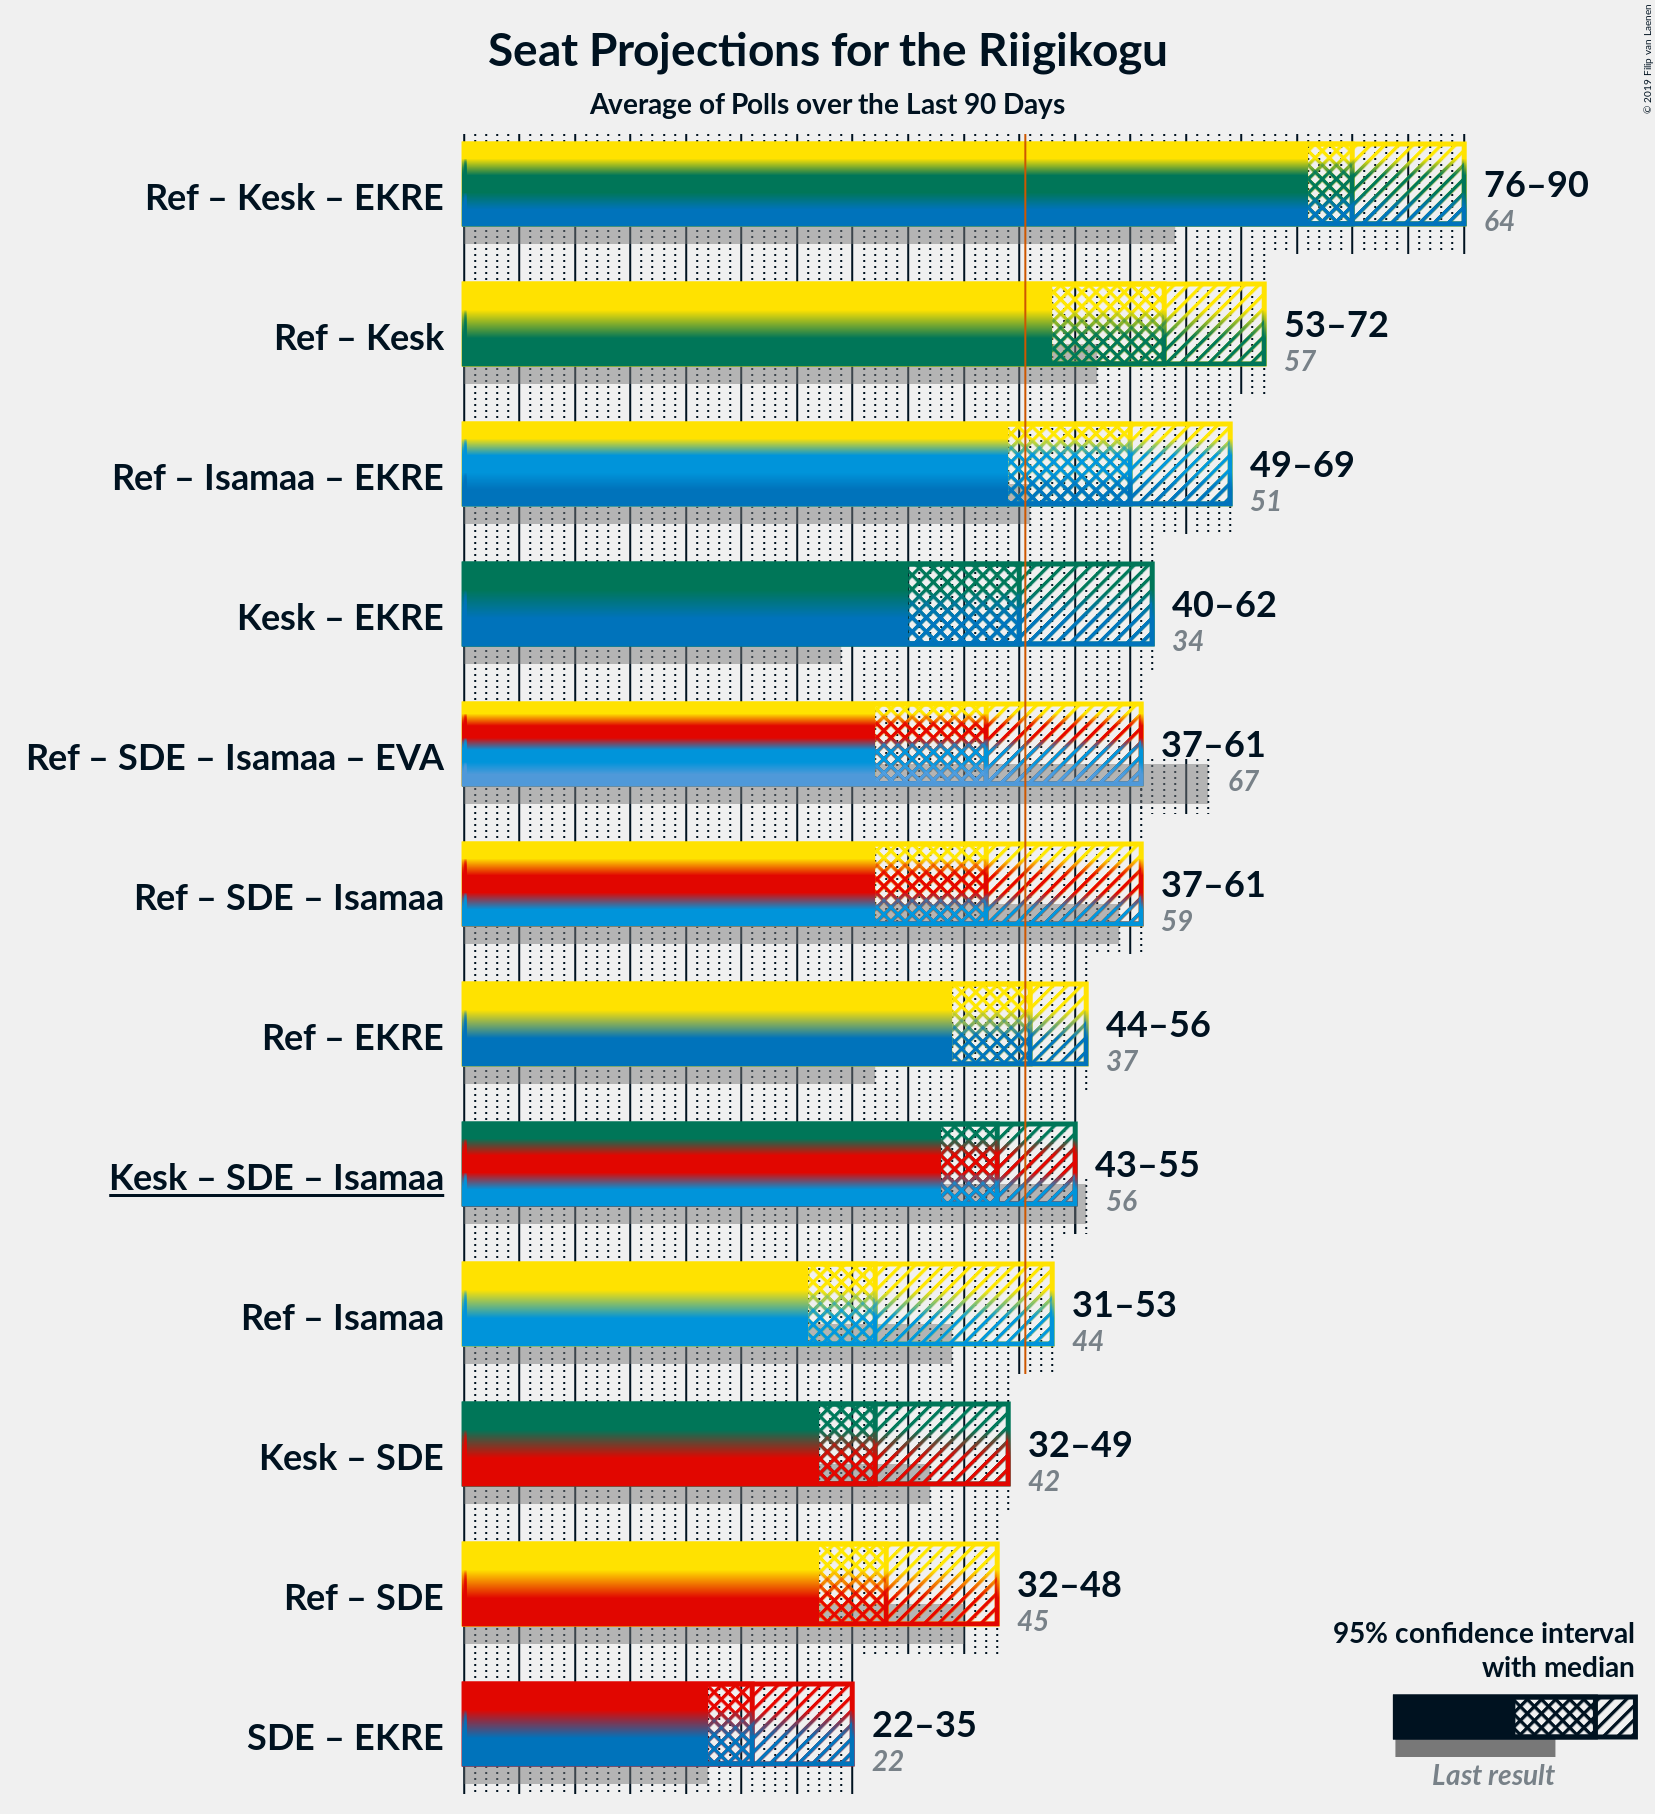 Seat Projections for the Riigikogu
Average of Polls over the Last 90 Days
© 2019 Filip van Laenen
Ref – Kesk – EKRE
76–90
64
Ref – Kesk
53–72
57
Ref – Isamaa – EKRE
49–69
51
Kesk – EKRE
40–62
34
Ref – SDE – Isamaa – EVA
37–61
67
Ref – SDE – Isamaa
37–61
59
Ref – EKRE
44–56
37
Kesk – SDE – Isamaa
43–55
56
Ref – Isamaa
31–53
44
Kesk – SDE
32–49
42
Ref – SDE
32–48
45
SDE – EKRE
22–35
22
95% confidence interval
with median
Last result